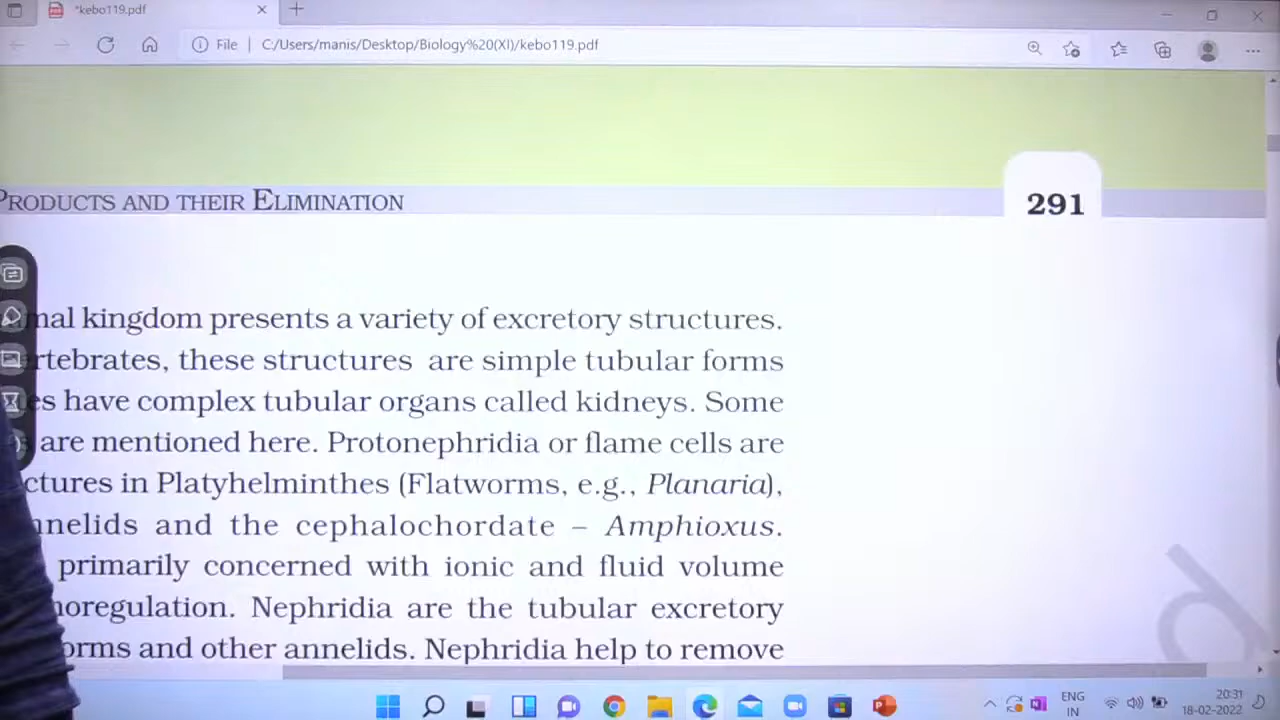 *kebo119.pdf
File
C:/Users/manis/Desktop/Biology%20(XI)/kebo119.pdf
PRODUCTS AND THEIR ELIMINATION
291
mal kingdom presents a variety of excretory structures.
rtebrates, these structures are simple tubular forms
es have complex tubular organs called kidneys. Some
s are mentioned here. Protonephridia or flame cells are
ctures in Platyhelminthes (Flatworms, e.g., Planaria),
nnelids and the cephalochordate – Amphioxus.
primarily concerned with ionic and fluid volume
noregulation. Nephridia are the tubular excretory
orms and other annelids. Nephridia help to remove
d
ENG
IN
20:31
18-02-2022